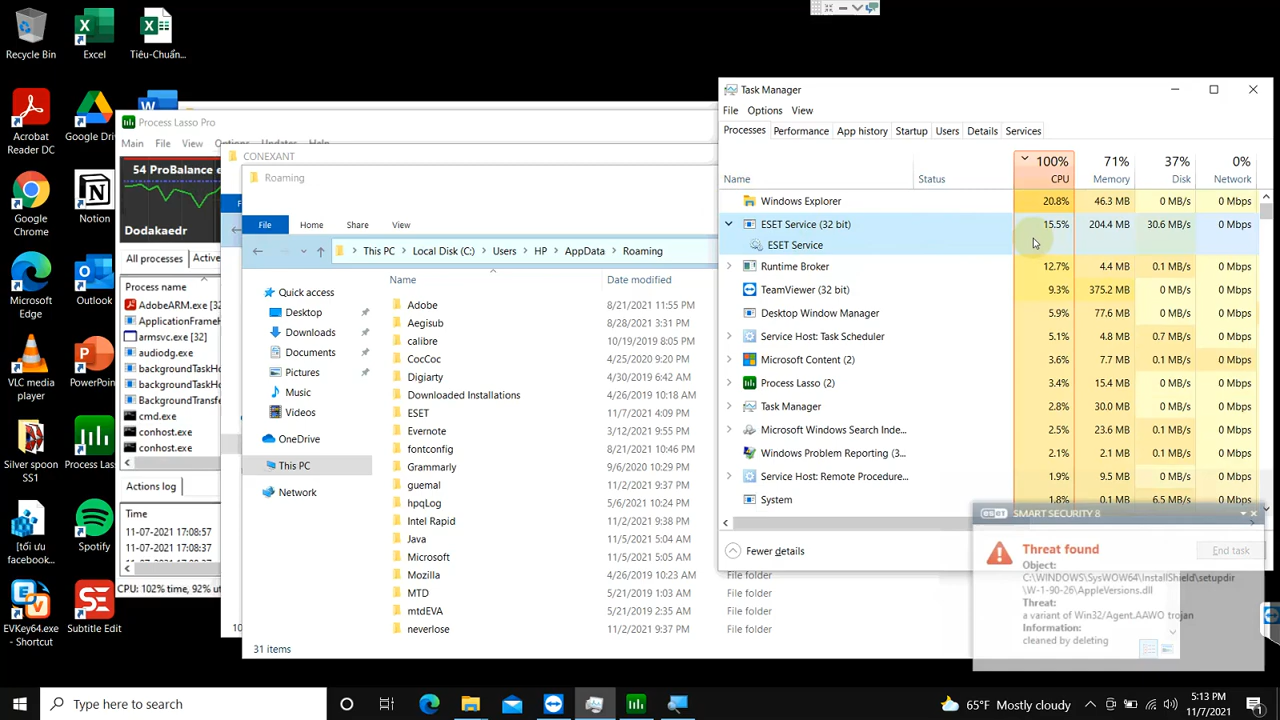 Recycle Bin
Excel
Tiêu-Chuẩn...
Acrobat
Reader DC
Google Dri
Google
Chrome
Notion
Microsoft
Edge
Outlook
VLC media
player
PowerPoint
Silver spoon
SS1
Process Las
[tối ưu
facebook...
Spotify
EVKey64.exe
- Shortcut
Subtitle Edit
Process Lasso Pro
Main File View Options Updates Help
54 ProBalance e
Dodakaedr
All processes Active
Process name
AdobeARM.exe [32
ApplicationFrameH
armsvc.exe [32]
audiodg.exe
backgroundTaskHo
backgroundTaskHo
BackgroundTransfe
cmd.exe
conhost.exe
conhost.exe
Actions log
Time
11-07-2021 17:08:57
11-07-2021 17:08:37
CPU: 102% time, 92% ut
CONEXANT
Roaming
File Home Share View
This PC Local Disk (C:) Users HP AppData Roaming
Name Date modified
Quick access
Desktop
Downloads
Documents
Pictures
Music
Videos
OneDrive
This PC
Network
Adobe 8/21/2021 11:55 PM
Aegisub 8/28/2021 3:31 PM
calibre 10/19/2019 8:05 PM
CocCoc 4/25/2020 9:20 PM
Digiarty 4/30/2019 6:42 AM
Downloaded Installations 4/26/2019 10:18 AM
ESET 11/7/2021 4:09 PM
Evernote 3/12/2021 9:55 PM
fontconfig 8/21/2021 10:46 PM
Grammarly 9/6/2020 10:29 PM
guemal 11/2/2021 9:37 PM
hpqLog 5/6/2021 10:24 PM
Intel Rapid 11/2/2021 9:38 PM
Java 11/5/2021 5:04 AM
Microsoft 11/5/2021 5:05 AM
Mozilla 4/26/2019 10:23 AM File folder
MTD 5/21/2019 1:03 AM File folder
mtdEVA 5/21/2019 2:35 AM File folder
neverlose 11/2/2021 9:37 PM File folder
31 items
Task Manager
File Options View
Processes Performance App history Startup Users Details Services
100% 71% 37% 0%
Name Status CPU Memory Disk Network
Windows Explorer 20.8% 46.3 MB 0 MB/s 0 Mbps
ESET Service (32 bit) 15.5% 204.4 MB 30.6 MB/s 0 Mbps
ESET Service
Runtime Broker 12.7% 4.4 MB 0.1 MB/s 0 Mbps
TeamViewer (32 bit) 9.3% 375.2 MB 0 MB/s 0 Mbps
Desktop Window Manager 5.9% 77.6 MB 0 MB/s 0 Mbps
Service Host: Task Scheduler 5.1% 4.8 MB 0.7 MB/s 0 Mbps
Microsoft Content (2) 3.6% 7.7 MB 0.1 MB/s 0 Mbps
Process Lasso (2) 3.4% 15.4 MB 0 MB/s 0 Mbps
Task Manager 2.8% 30.0 MB 0 MB/s 0 Mbps
Microsoft Windows Search Inde... 2.5% 23.6 MB 0.1 MB/s 0 Mbps
Windows Problem Reporting (3... 2.1% 2.1 MB 0.1 MB/s 0 Mbps
Service Host: Remote Procedure... 1.9% 9.5 MB 0 MB/s 0 Mbps
System 1.8% 0.1 MB 6.5 MB/s 0 Mbps
Fewer details
End task
eset SMART SECURITY 8
Threat found
Object:
C:\WINDOWS\SysWOW64\InstallShield\setupdir
\W-1-90-26\AppleVersions.dll
Threat:
a variant of Win32/Agent.AAWO trojan
Information:
cleaned by deleting
Type here to search
65°F Mostly cloudy
5:13 PM
11/7/2021